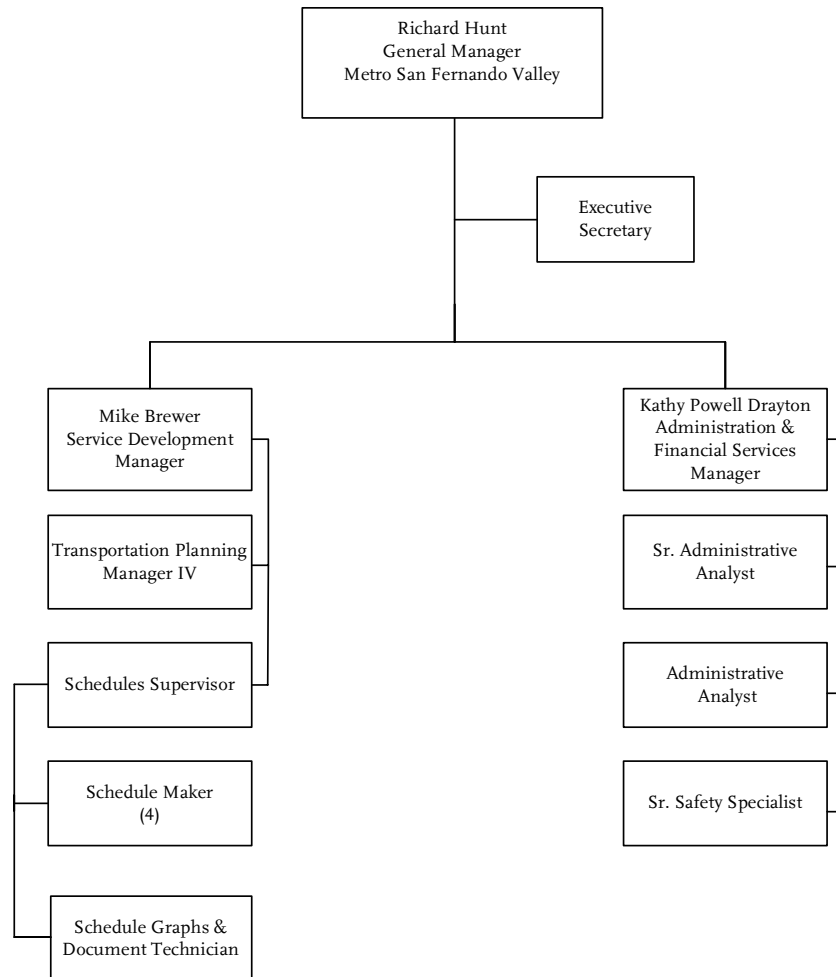 Richard Hunt
General Manager
Metro San Fernando Valley
Executive
Secretary
Mike Brewer
Service Development
Manager
Transportation Planning
Manager IV
Schedules Supervisor
Schedule Maker
(4)
Schedule Graphs &
Document Technician
Kathy Powell Drayton
Administration &
Financial Services
Manager
Sr. Administrative
Analyst
Administrative
Analyst
Sr. Safety Specialist